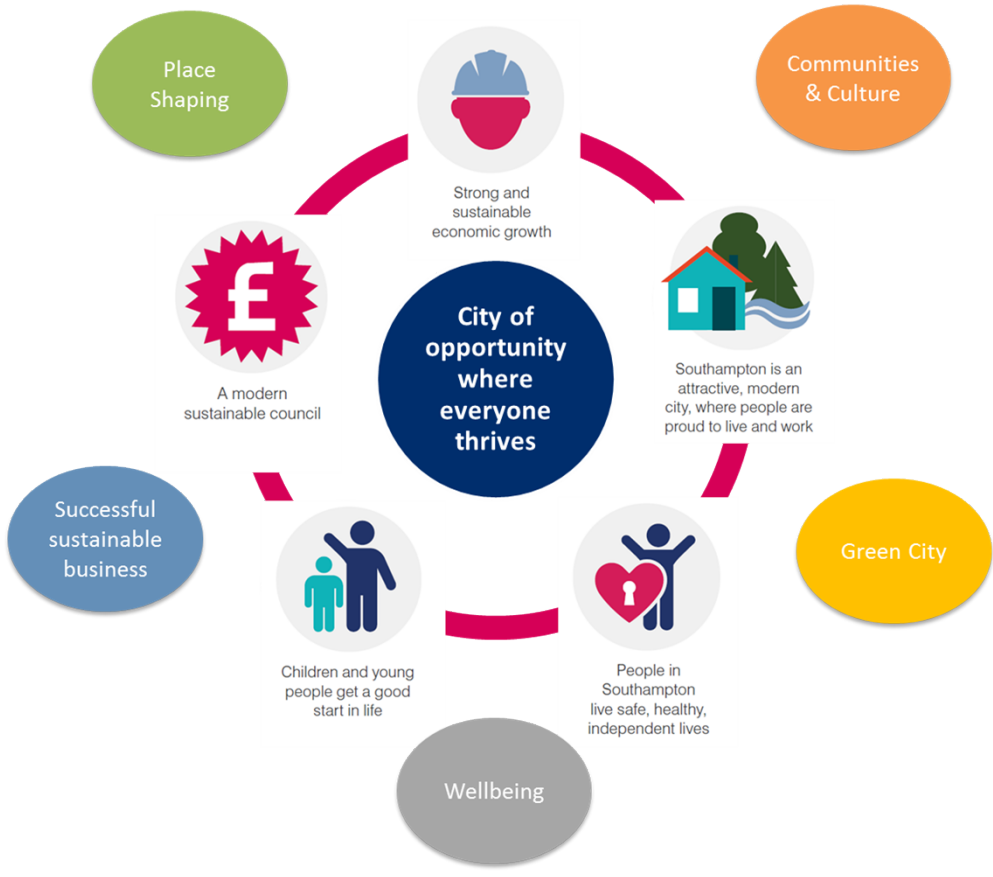 Place
Shaping
Communities
& Culture
Strong and
sustainable
economic growth
£
A modern
sustainable council
City of
opportunity
where
everyone
thrives
Southampton is an
attractive, modern
city, where people are
proud to live and work
Successful
sustainable
business
Green City
Children and young
people get a good
start in life
People in
Southampton
live safe, healthy,
independent lives
Wellbeing